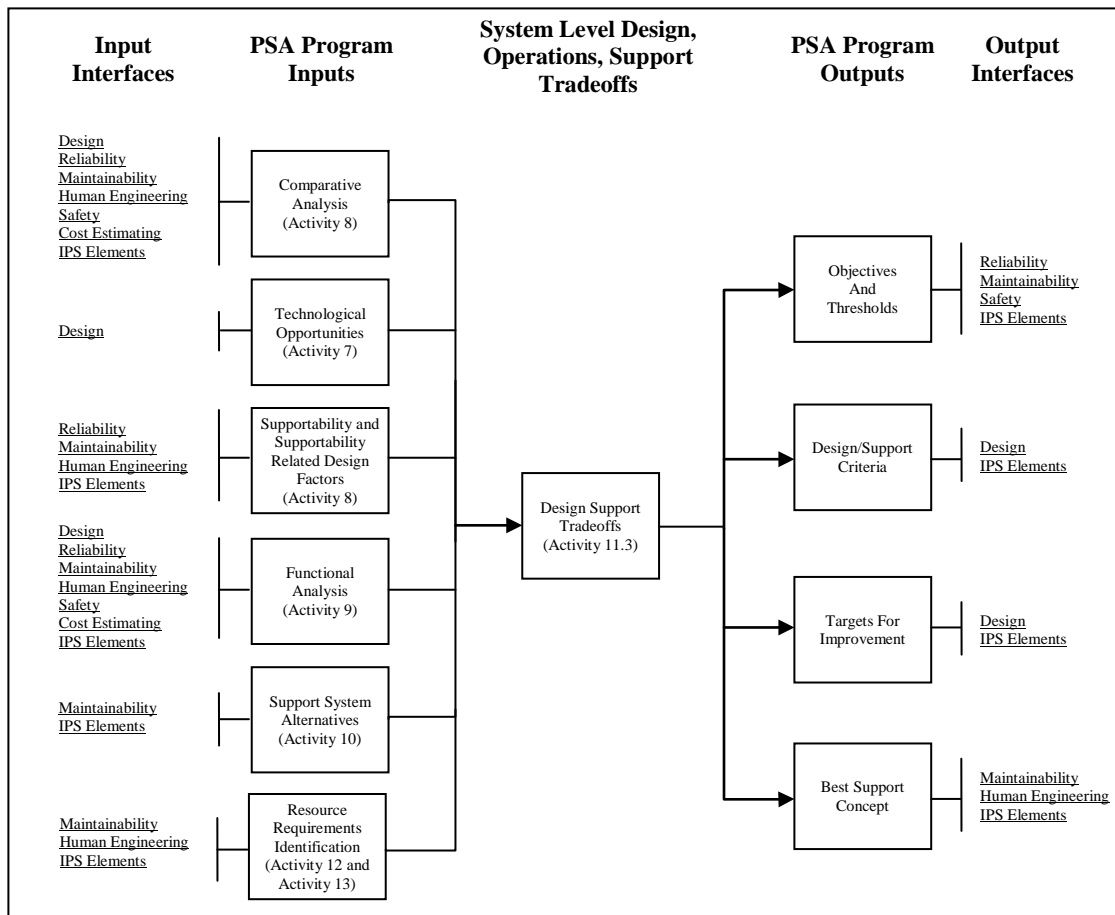 Input
Interfaces
PSA Program
Inputs
System Level Design,
Operations, Support
Tradeoffs
PSA Program
Outputs
Output
Interfaces
Design
Reliability
Maintainability
Human Engineering
Safety
Cost Estimating
IPS Elements
Comparative
Analysis
(Activity 8)
Design
Technological
Opportunities
(Activity 7)
Reliability
Maintainability
Human Engineering
IPS Elements
Supportability and
Supportability
Related Design
Factors
(Activity 8)
Design
Reliability
Maintainability
Human Engineering
Safety
Cost Estimating
IPS Elements
Functional
Analysis
(Activity 9)
Maintainability
IPS Elements
Support System
Alternatives
(Activity 10)
Maintainability
Human Engineering
IPS Elements
Resource
Requirements
Identification
(Activity 12 and
Activity 13)
Design Support
Tradeoffs
(Activity 11.3)
Objectives
And
Thresholds
Reliability
Maintainability
Safety
IPS Elements
Design/Support
Criteria
Design
IPS Elements
Targets For
Improvement
Design
IPS Elements
Best Support
Concept
Maintainability
Human Engineering
IPS Elements